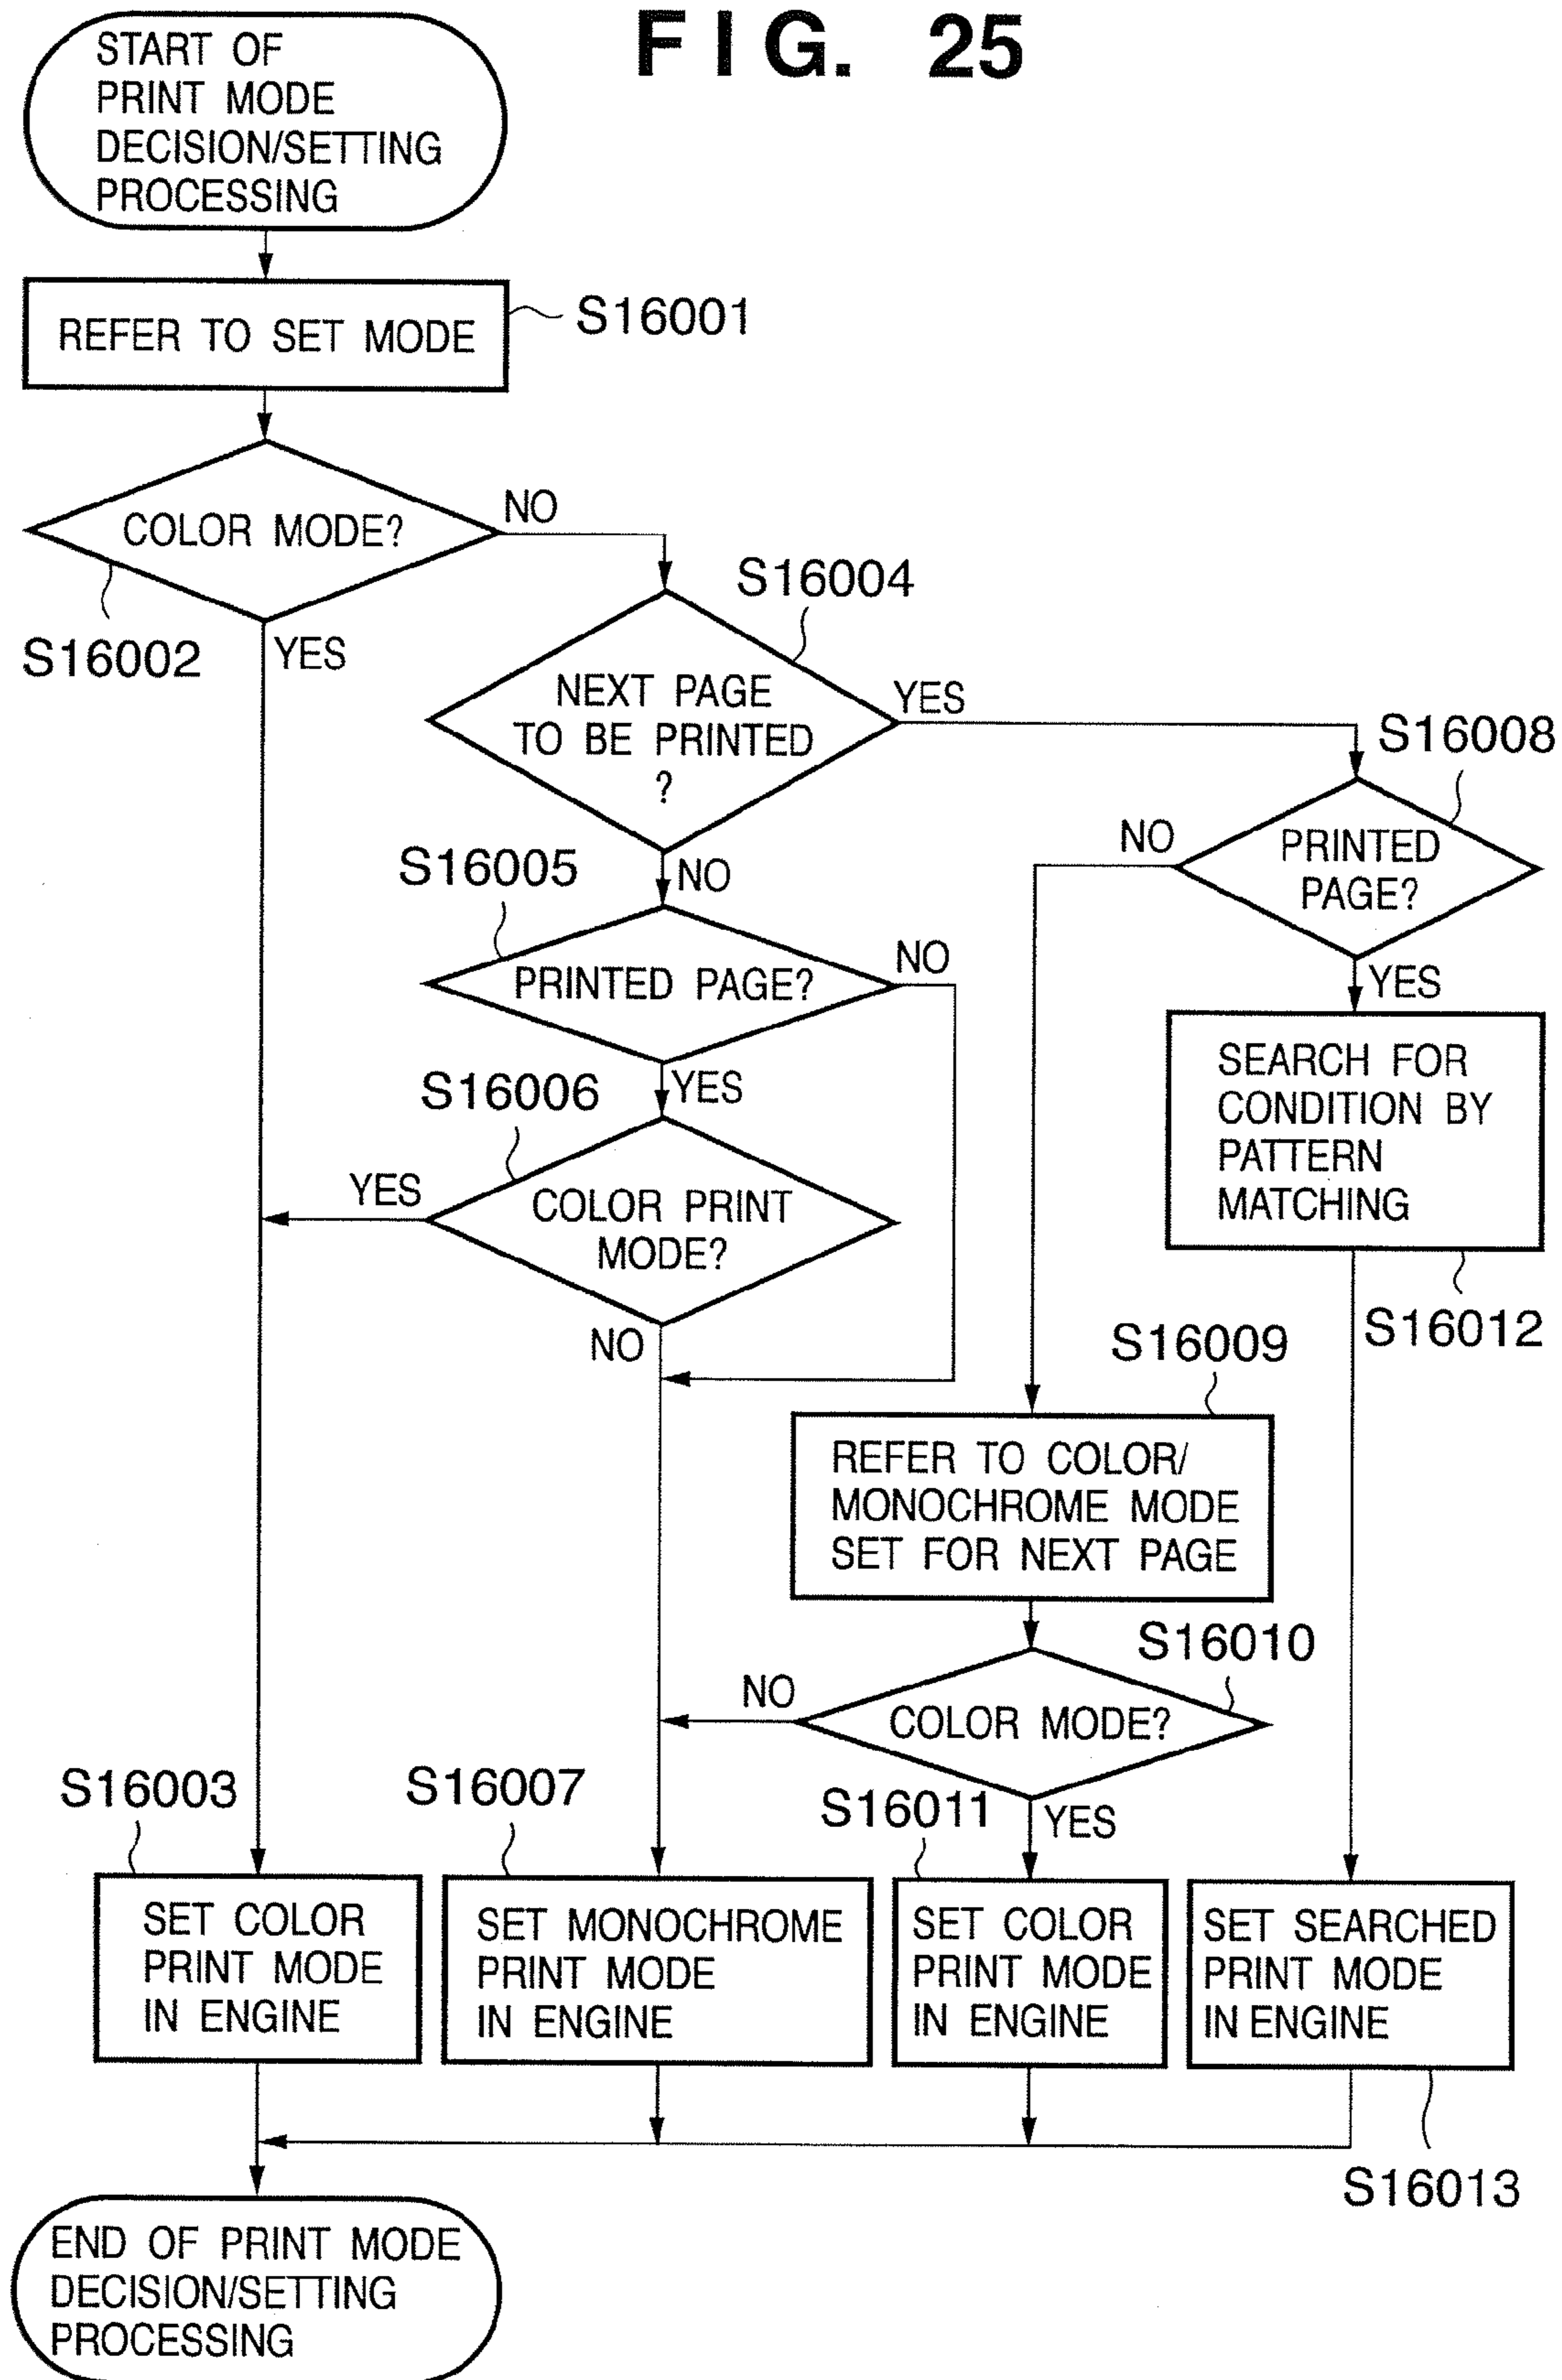 FIG. 25
START OF
PRINT MODE
DECISION/SETTING
PROCESSING
REFER TO SET MODE
S16001
COLOR MODE?
NO
S16002
YES
S16004
NEXT PAGE
TO BE PRINTED
?
YES
S16008
NO
PRINTED
PAGE?
S16005
NO
PRINTED PAGE?
NO
YES
S16006
YES
SEARCH FOR
CONDITION BY
PATTERN
MATCHING
YES
COLOR PRINT
MODE?
NO
S16012
S16009
REFER TO COLOR/
MONOCHROME MODE
SET FOR NEXT PAGE
S16010
NO
COLOR MODE?
S16003
S16007
S16011
YES
SET COLOR
PRINT MODE
IN ENGINE
SET MONOCHROME
PRINT MODE
IN ENGINE
SET COLOR
PRINT MODE
IN ENGINE
SET SEARCHED
PRINT MODE
IN ENGINE
S16013
END OF PRINT MODE
DECISION/SETTING
PROCESSING